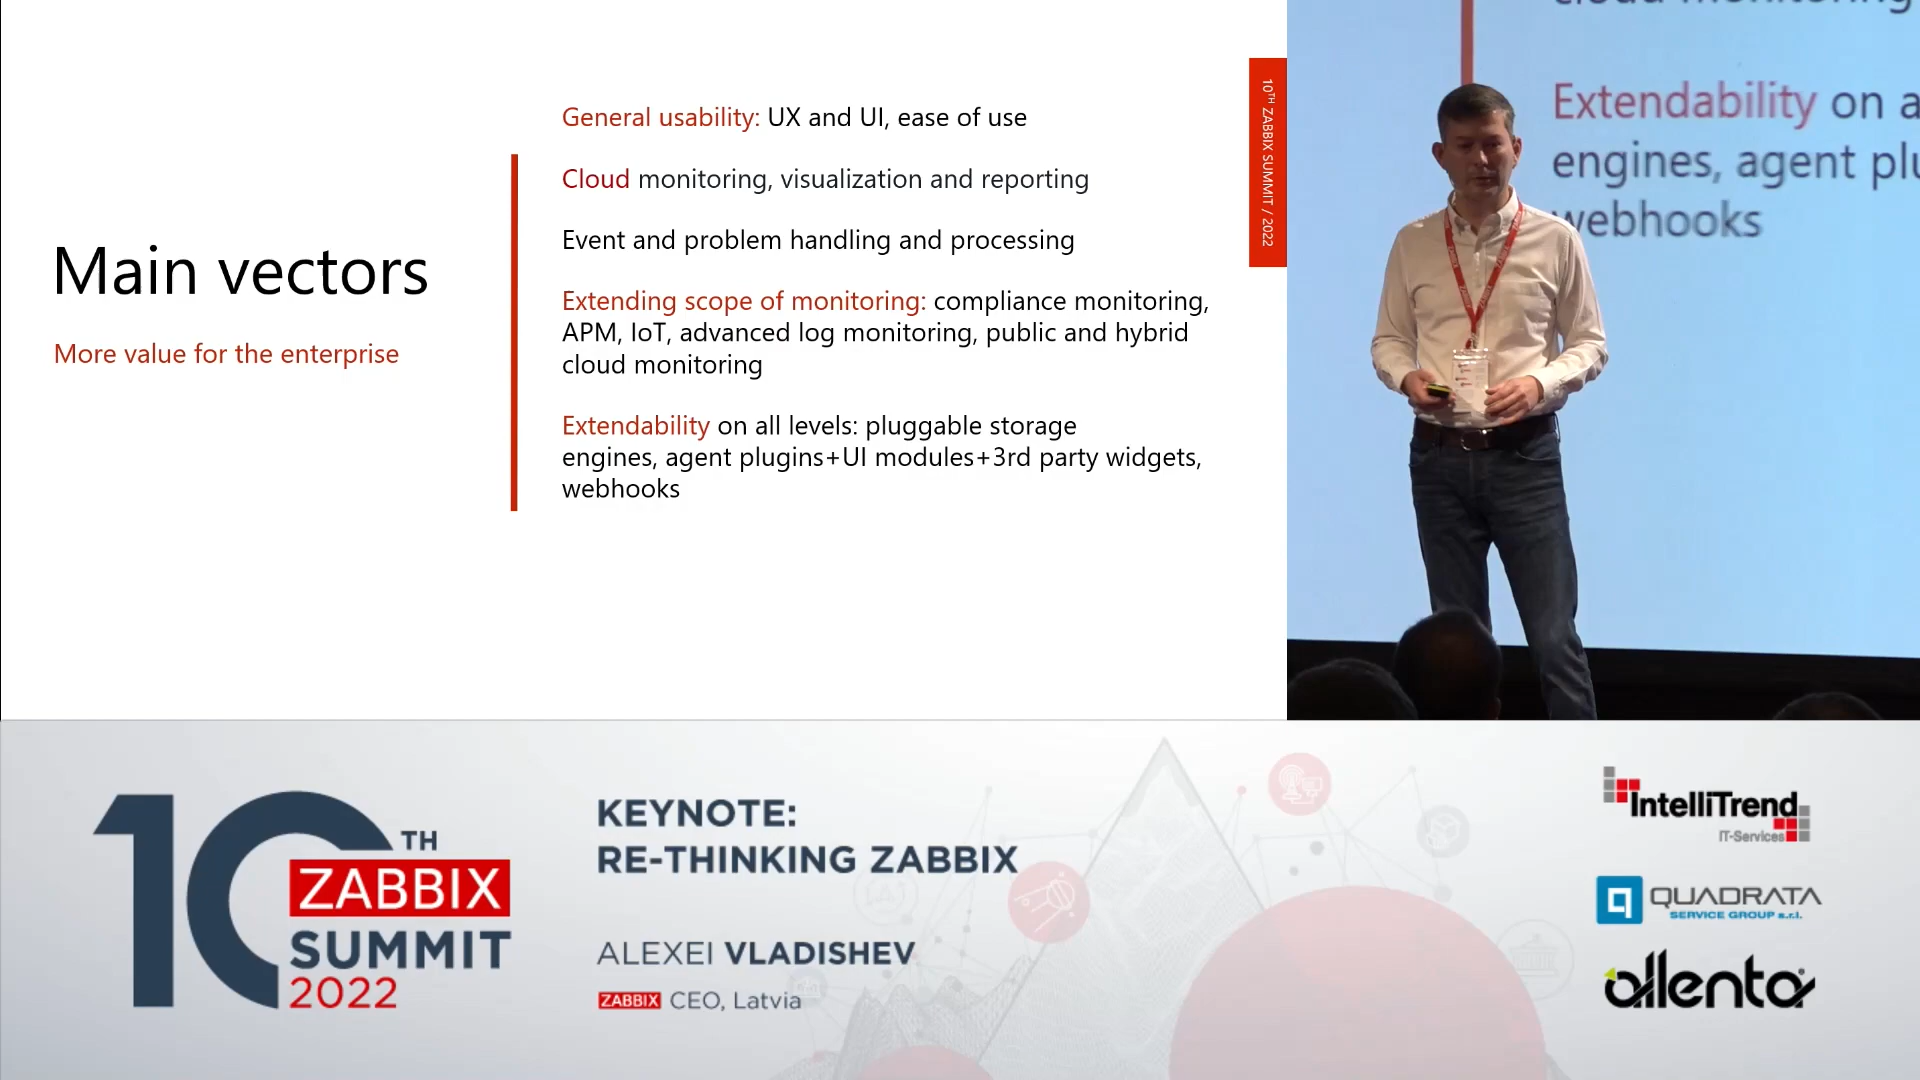 Main vectors
More value for the enterprise
General usability: UX and UI, ease of use
Cloud monitoring, visualization and reporting
Event and problem handling and processing
Extending scope of monitoring: compliance monitoring,
APM, IoT, advanced log monitoring, public and hybrid
cloud monitoring
Extendability on all levels: pluggable storage
engines, agent plugins+UI modules+3rd party widgets,
webhooks
10TH ZABBIX SUMMIT / 2022
cloud monitoring
Extendability on a
engines, agent plu
webhooks
10TH
ZABBIX
SUMMIT
2022
KEYNOTE:
RE-THINKING ZABBIX
ALEXEI VLADISHEV
ZABBIX CEO, Latvia
IntelliTrend
IT-Services
QUADRATA
SERVICE GROUP s.r.l.
allenta